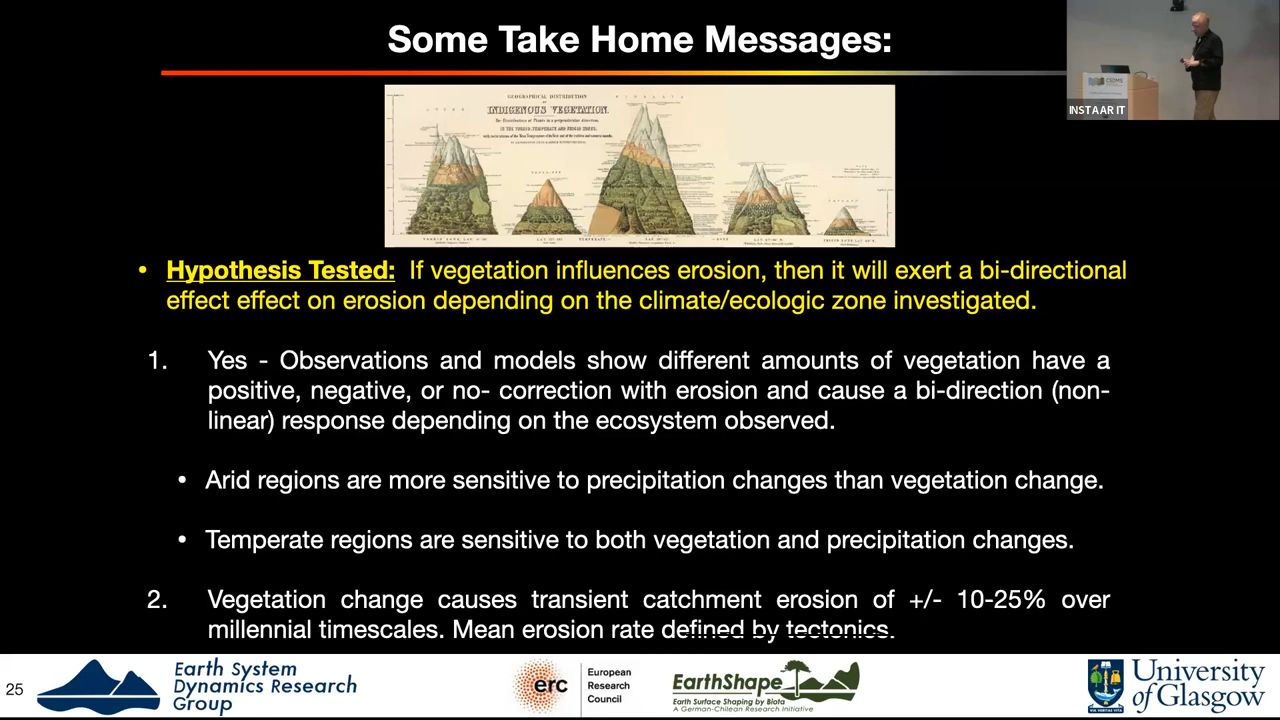 Some Take Home Messages:
INSTAAR IT
CSDMS
GEOGRAPHICAL DISTRIBUTION
OF
INDIGENOUS VEGETATION.
• Hypothesis Tested: If vegetation influences erosion, then it will exert a bi-directional
effect effect on erosion depending on the climate/ecologic zone investigated.
1. Yes - Observations and models show different amounts of vegetation have a
positive, negative, or no- correction with erosion and cause a bi-direction (non-
linear) response depending on the ecosystem observed.
• Arid regions are more sensitive to precipitation changes than vegetation change.
• Temperate regions are sensitive to both vegetation and precipitation changes.
2. Vegetation change causes transient catchment erosion of +/- 10-25% over
millennial timescales. Mean erosion rate defined by tectonics.
25
Earth System
Dynamics Research
Group
erc
European
Research
Council
EarthShape
Earth Surface Shaping by Biota
A German-Chilean Research Initiative
University
of Glasgow